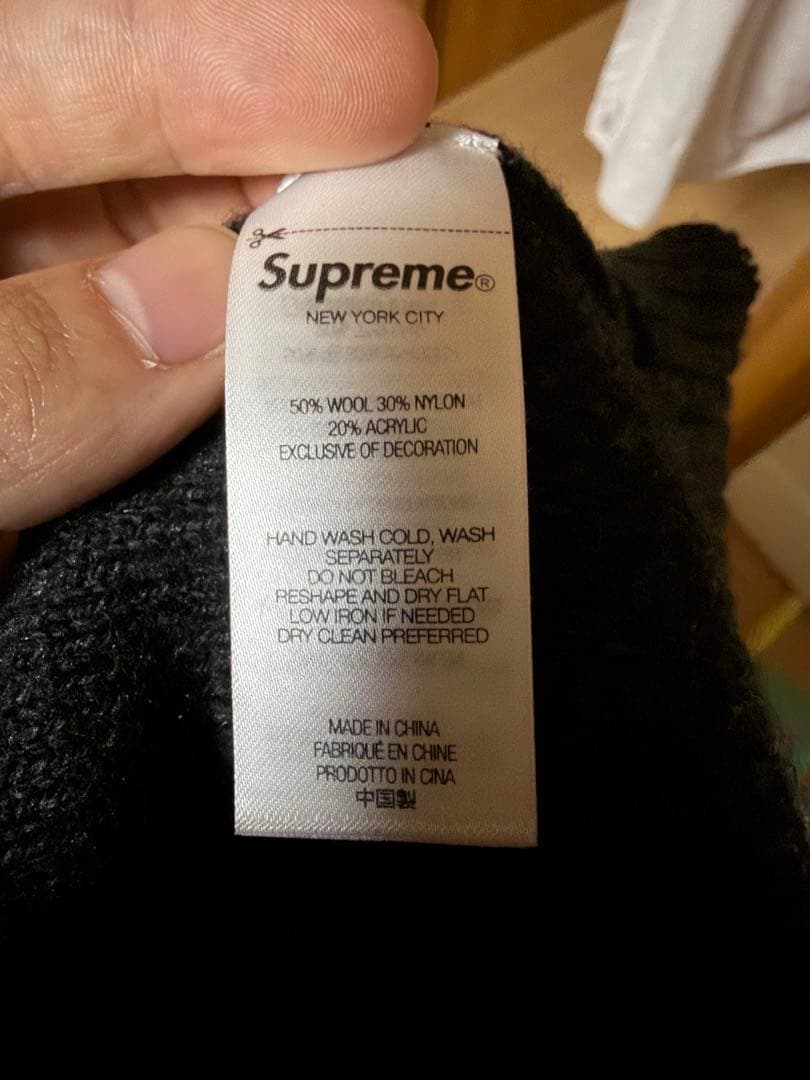 Supreme®
NEW YORK CITY
50% WOOL 30% NYLON
20% ACRYLIC
EXCLUSIVE OF DECORATION
HAND WASH COLD, WASH
SEPARATELY
DO NOT BLEACH
RESHAPE AND DRY FLAT
LOW IRON IF NEEDED
DRY CLEAN PREFERRED
MADE IN CHINA
FABRIQUÉ EN CHINE
PRODOTTO IN CINA
中国製